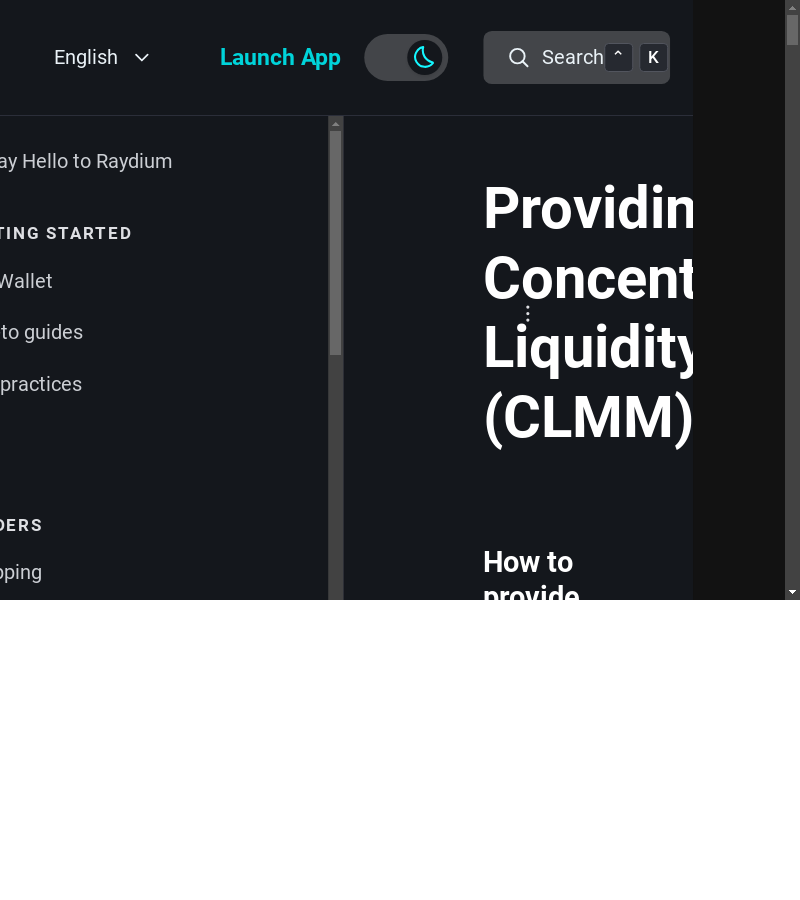 English
Launch App
Search
⌃
K
ay Hello to Raydium
TING STARTED
Wallet
to guides
practices
DERS
pping
Providin
Concent
Liquidity
(CLMM)
How to
provide